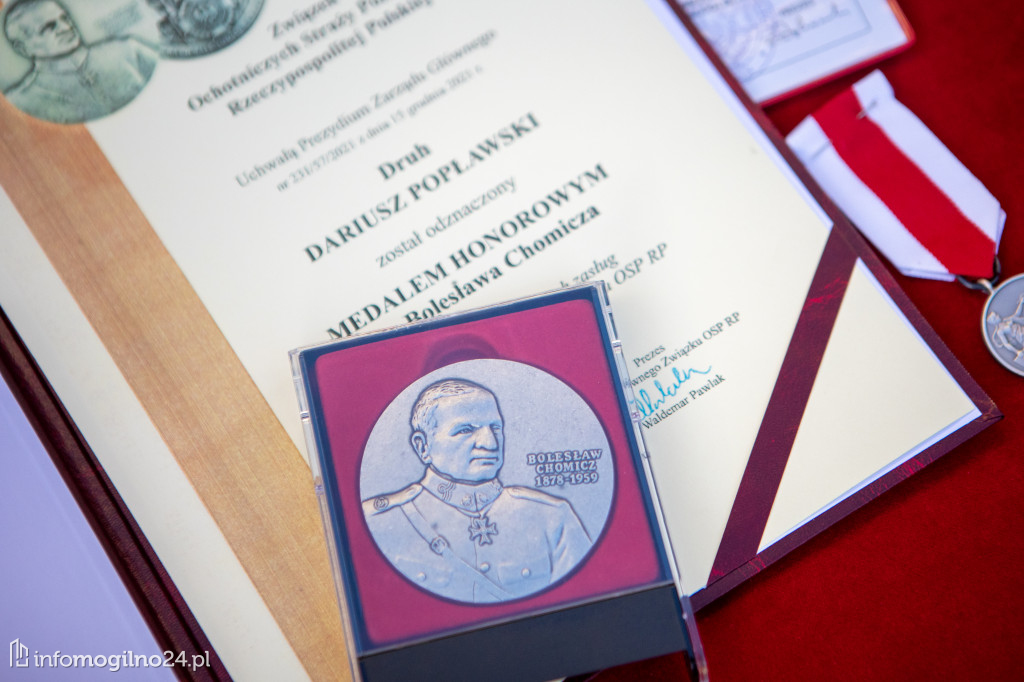 Związek
Ochotniczych Straży
Rzeczypospolitej Polskiej
Uchwałą Prezydium Zarządu Głównego
nr 231/57/2021 z dnia 15 grudnia 2021 r.
Druh
DARIUSZ POPŁAWSKI
został odznaczony
MEDALEM HONOROWYM
Bolesława Chomicza
zasług
OSP RP
Prezes
Związku OSP RP
Waldemar Pawlak
BOLESŁAW
CHOMICZ
1878-1959
infomogilno24.pl